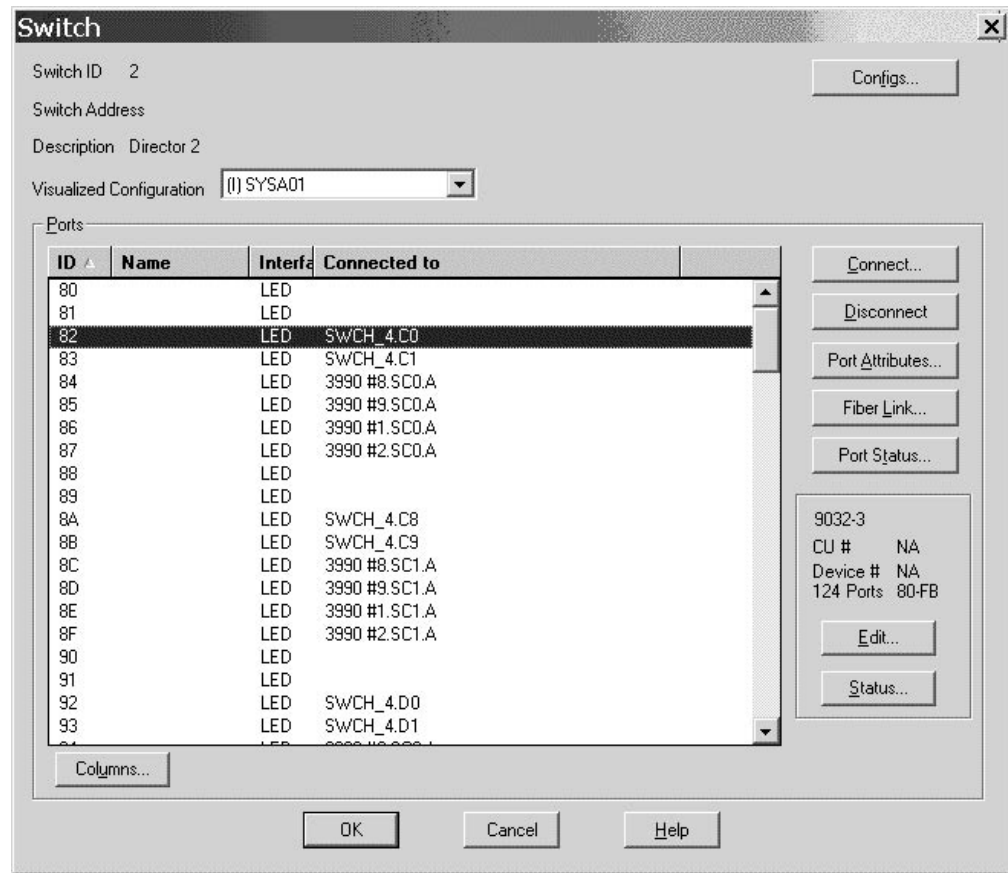 Switch
Switch ID 2
Configs...
Switch Address
Description Director 2
Visualized Configuration (I) SYSA01
Ports
ID Name Interfa Connected to
80 LED
81 LED
82 LED SWCH_4.C0
83 LED SWCH_4.C1
84 LED 3990 #8.SC0.A
85 LED 3990 #9.SC0.A
86 LED 3990 #1.SC0.A
87 LED 3990 #2.SC0.A
88 LED
89 LED
8A LED SWCH_4.C8
8B LED SWCH_4.C9
8C LED 3990 #8.SC1.A
8D LED 3990 #9.SC1.A
8E LED 3990 #1.SC1.A
8F LED 3990 #2.SC1.A
90 LED
91 LED
92 LED SWCH_4.D0
93 LED SWCH_4.D1
Connect...
Disconnect
Port Attributes...
Fiber Link...
Port Status...
9032-3
CU # NA
Device # NA
124 Ports 80-FB
Edit...
Status...
Columns...
OK Cancel Help